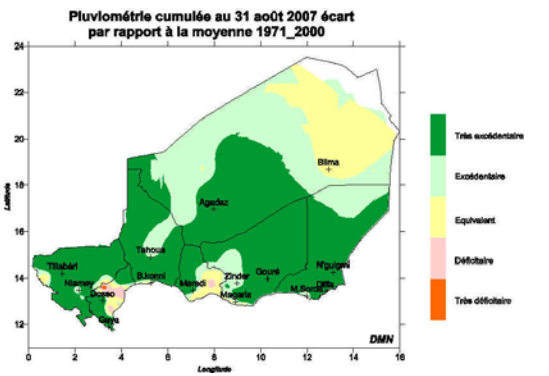 Pluviométrie cumulée au 31 août 2007 écart
par rapport à la moyenne 1971_2000
24
22
20
18
16
14
12
Latitude
0
2
4
6
8
10
12
14
16
Longitude
Bilma
Agadez
Tahoua
Tillabéri
Niamey
Dosso
Gaya
B.konni
Maradi
Zinder
Magaria
Gouré
N'guigmi
M.Soroa
Diffa
DMN
Très excédentaire
Excédentaire
Equivalent
Déficitaire
Très déficitaire